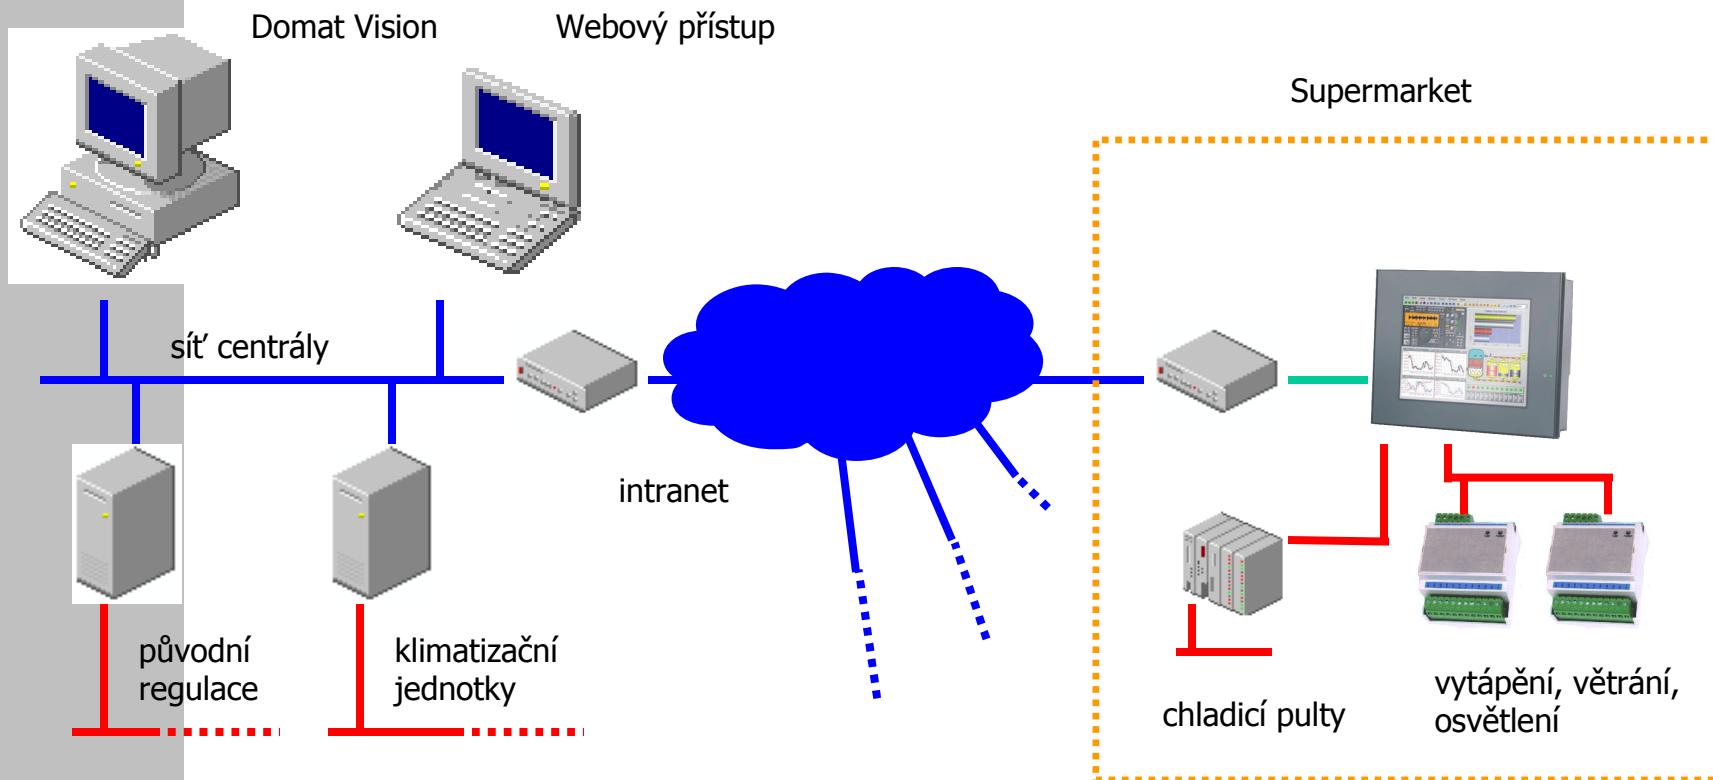 Domat Vision
Webový přístup
Supermarket
síť centrály
intranet
původní
regulace
klimatizační
jednotky
chladicí pulty
vytápění, větrání,
osvětlení